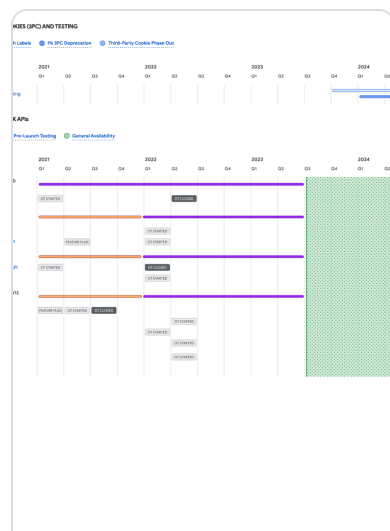 KIES (3PC) AND TESTING
h Labels 1% 3PC Deprecation Third-Party Cookie Phase Out
2021 2022 2023 2024
Q1 Q2 Q3 Q4 Q1 Q2 Q3 Q4 Q1 Q2 Q3 Q4 Q1 Q2
ing
X APIs
Pre-Launch Testing General Availability
2021 2022 2023 2024
Q1 Q2 Q3 Q4 Q1 Q2 Q3 Q4 Q1 Q2 Q3 Q4 Q1 Q2
OT STARTED OT CLOSED
OT STARTED
FEATURE FLAG OT STARTED
OT STARTED OT CLOSED
OT STARTED
TE
FEATURE FLAG OT STARTED OT CLOSED
OT STARTED
OT STARTED
OT STARTED
OT STARTED